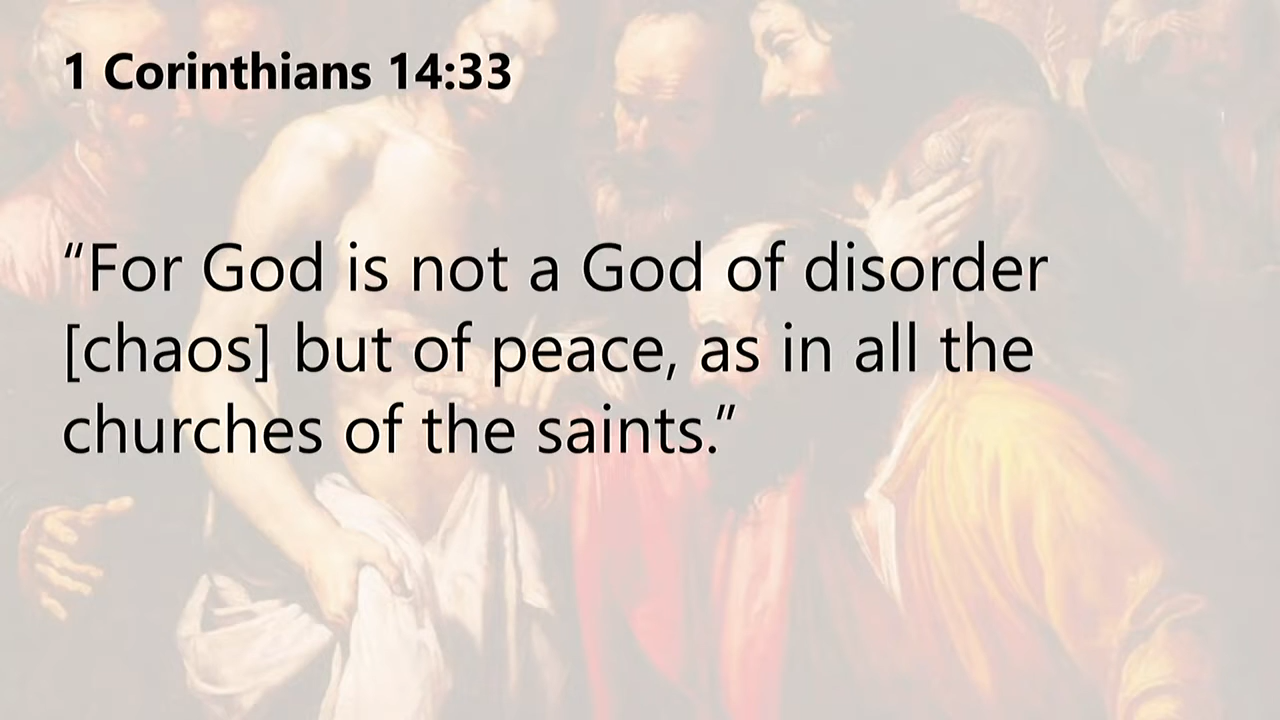 1 Corinthians 14:33
“For God is not a God of disorder
[chaos] but of peace, as in all the
churches of the saints.”